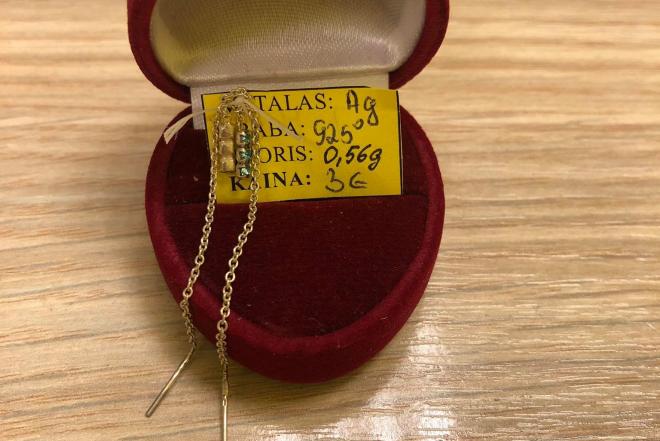 TALAS: Ag
ABA: 925°
ORIS: 0,56g
KAINA: 3€